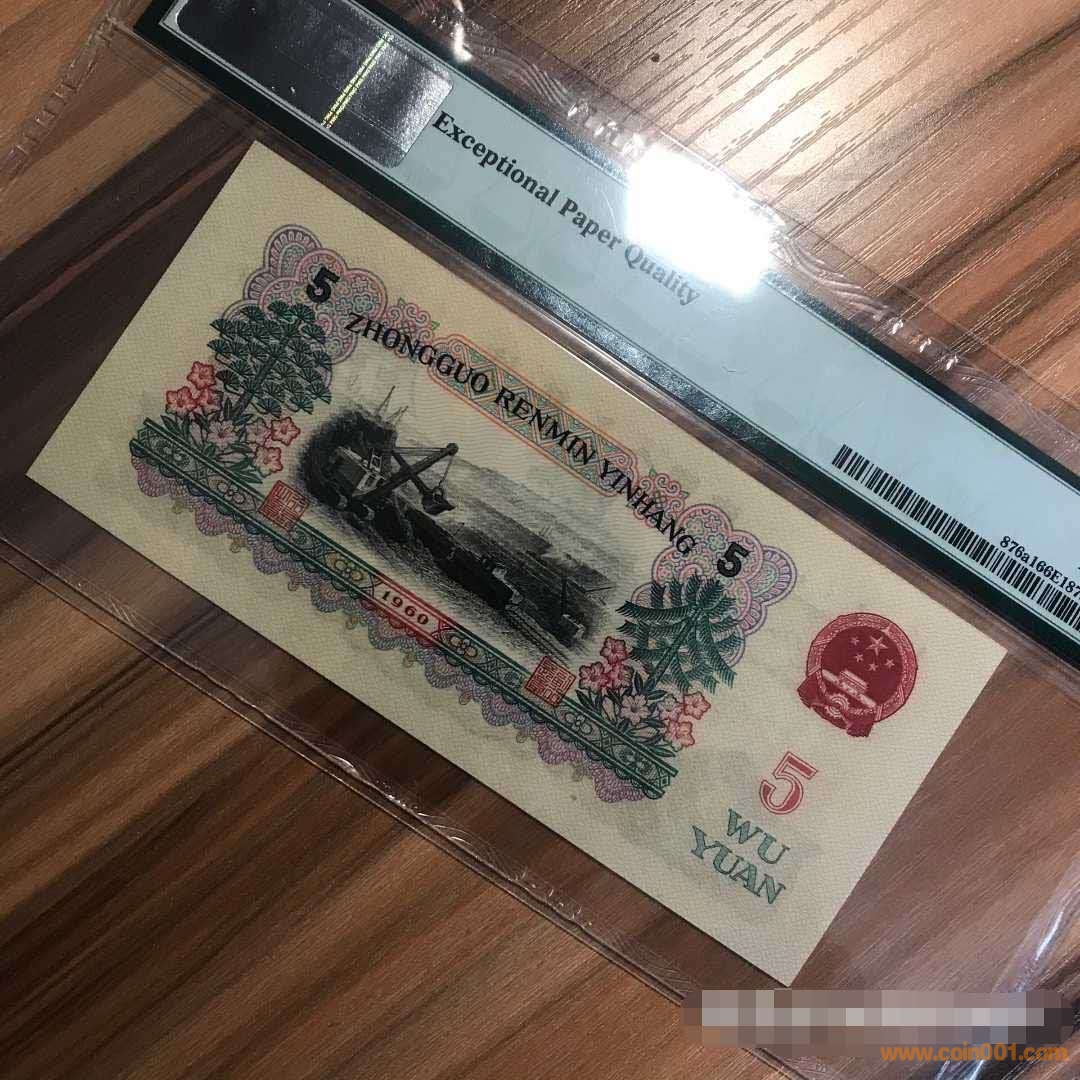 Exceptional Paper Quality
876a166E187
5
ZHONGGUO RENMIN YINHANG
5
1960
5
WU
YUAN
www.coin001.com